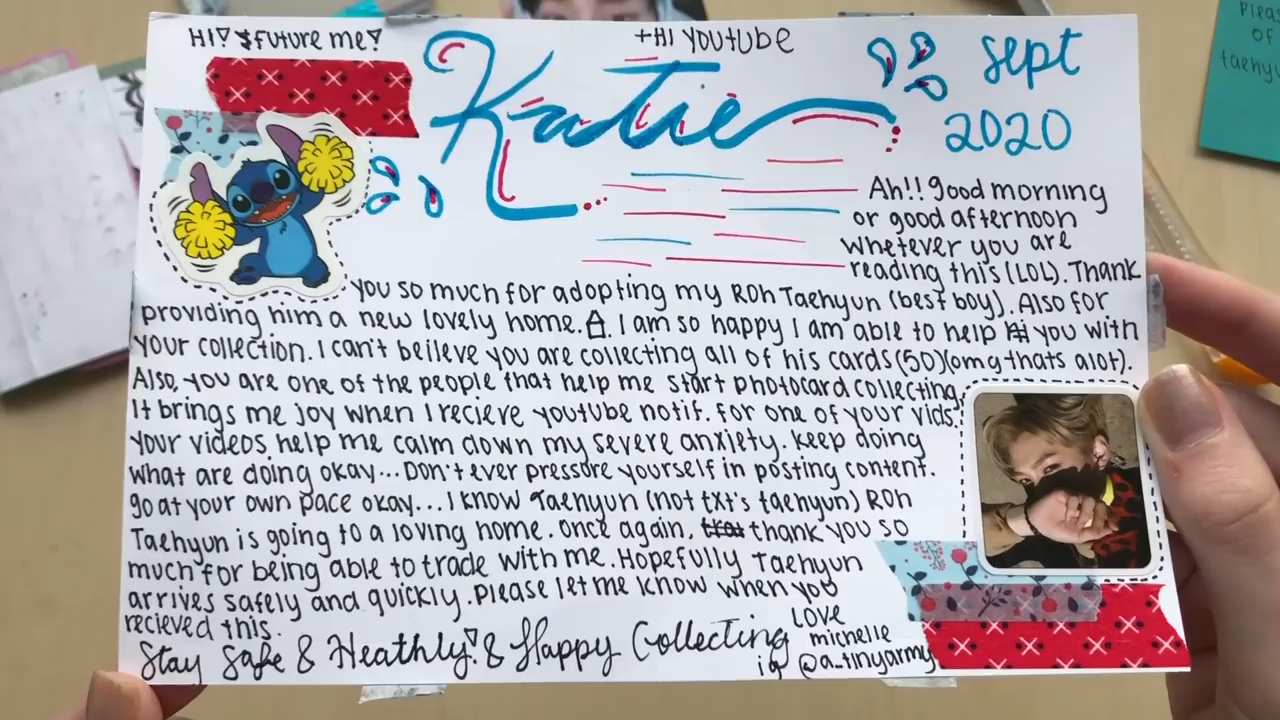 Hi♡ future me!
+Hi YouTube
Katie
sept
2020
Ah!! good morning
or good afternoon
whetever you are
reading this (LOL). Thank
you so much for adopting my ROh Taehyun (best boy). Also for
providing him a new lovely home. I am so happy I am able to help you with
your collection. I can't beileve you are collecting all of his cards (50)(omg thats alot).
Also, you are one of the people that help me start photocard collecting.
It brings me joy when I recieve youtube notif. for one of your vids.
Your videos help me calm down my severe anxiety. Keep doing
what are doing okay... Don't ever pressure yourself in posting content.
go at your own pace okay... I know Taehyun (not txt's taehyun) ROh
Taehyun is going to a loving home. once again, thank you so
much for being able to trade with me. Hopefully Taehyun
arrives safely and quickly. Please let me know when you
recieved this.
Stay Safe & Heathly! & Happy Collecting
LOVE
michelle
ig @a_tinyarmy
Pleas
of
taehyu